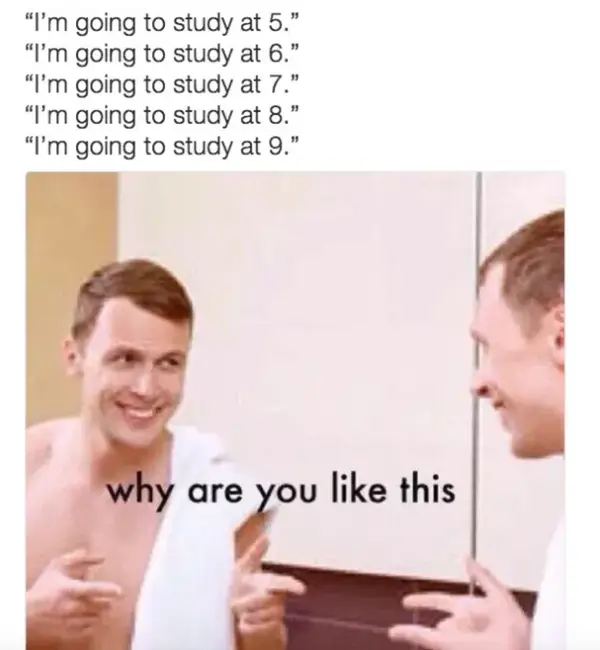 “I’m going to study at 5.”
“I’m going to study at 6.”
“I’m going to study at 7.”
“I’m going to study at 8.”
“I’m going to study at 9.”
why are you like this